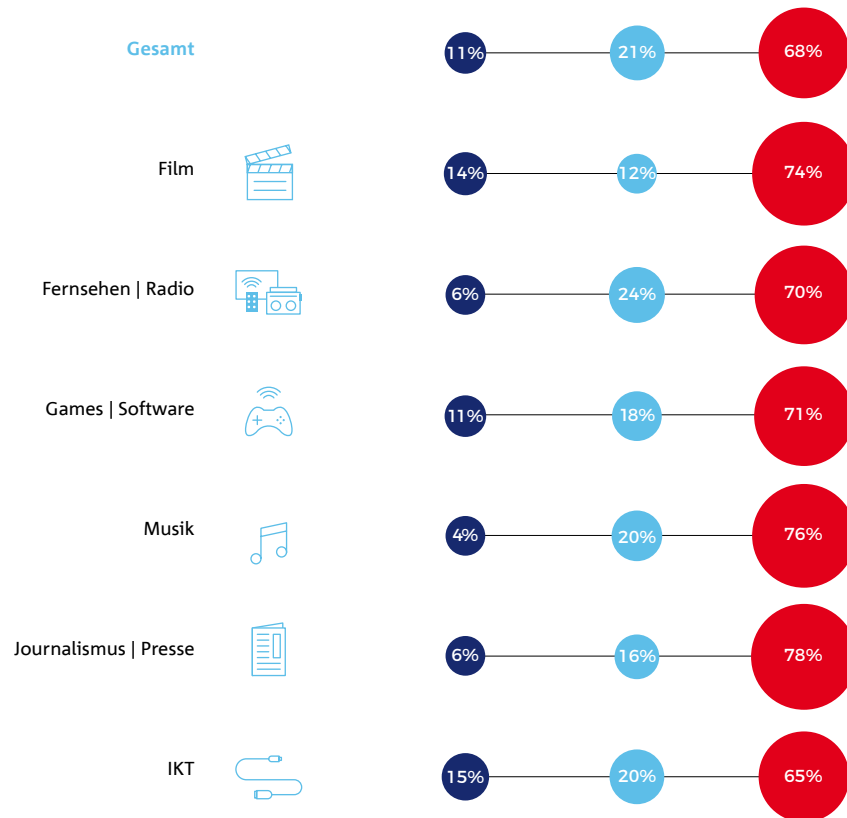 Gesamt 11% 21% 68%
Film 14% 12% 74%
Fernsehen | Radio 6% 24% 70%
Games | Software 11% 18% 71%
Musik 4% 20% 76%
Journalismus | Presse 6% 16% 78%
IKT 15% 20% 65%